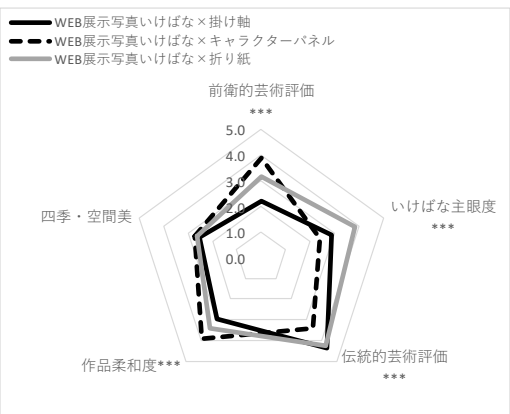 WEB展示写真いけばな×掛け軸
WEB展示写真いけばな×キャラクターパネル
WEB展示写真いけばな×折り紙
前衛的芸術評価
***
5.0
4.0
3.0
2.0
1.0
0.0
いけばな主眼度
***
四季・空間美
伝統的芸術評価
***
作品柔和度***